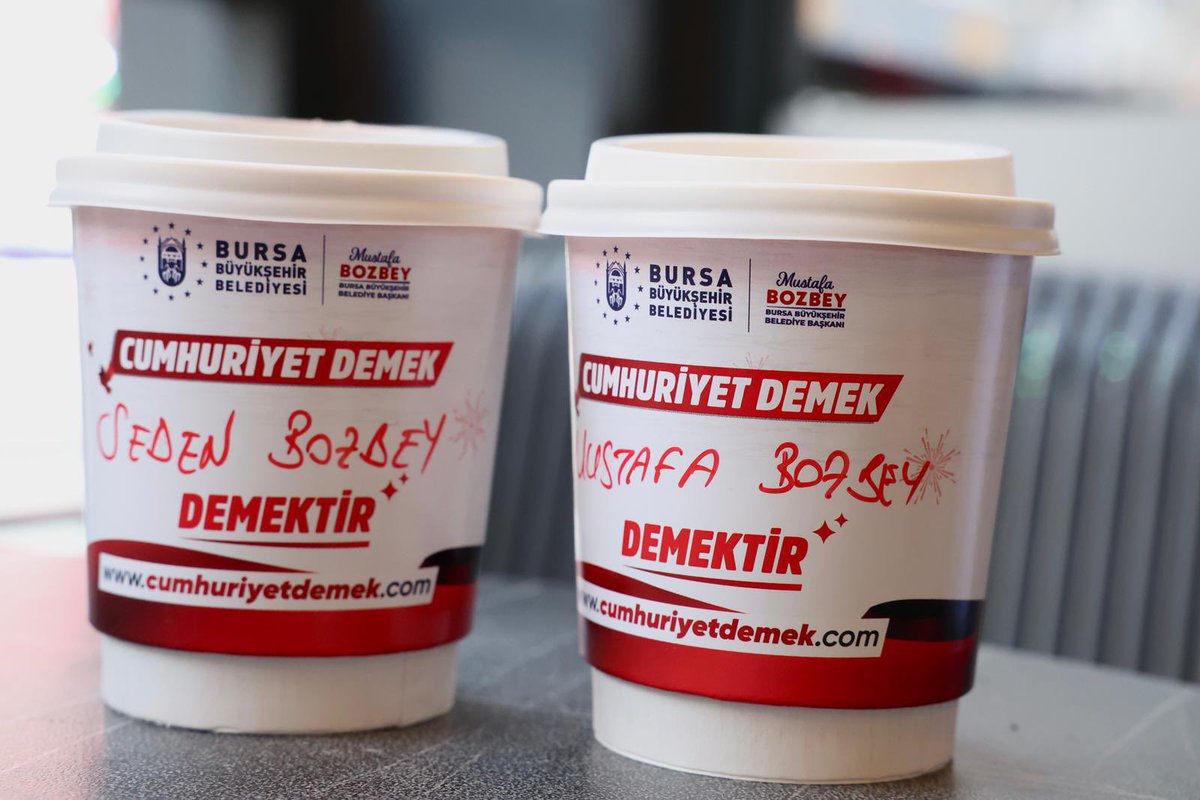 BURSA
BÜYÜKŞEHİR
BELEDİYESİ
Mustafa
BOZBEY
BURSA BÜYÜKŞEHİR
BELEDİYE BAŞKANI
CUMHURİYET DEMEK
SEDEN BOZBEY
DEMEKTİR
www.cumhuriyetdemek.com
BURSA
BÜYÜKŞEHİR
BELEDİYESİ
Mustafa
BOZBEY
BURSA BÜYÜKŞEHİR
BELEDİYE BAŞKANI
CUMHURİYET DEMEK
MUSTAFA BOZBEY
DEMEKTİR
www.cumhuriyetdemek.com